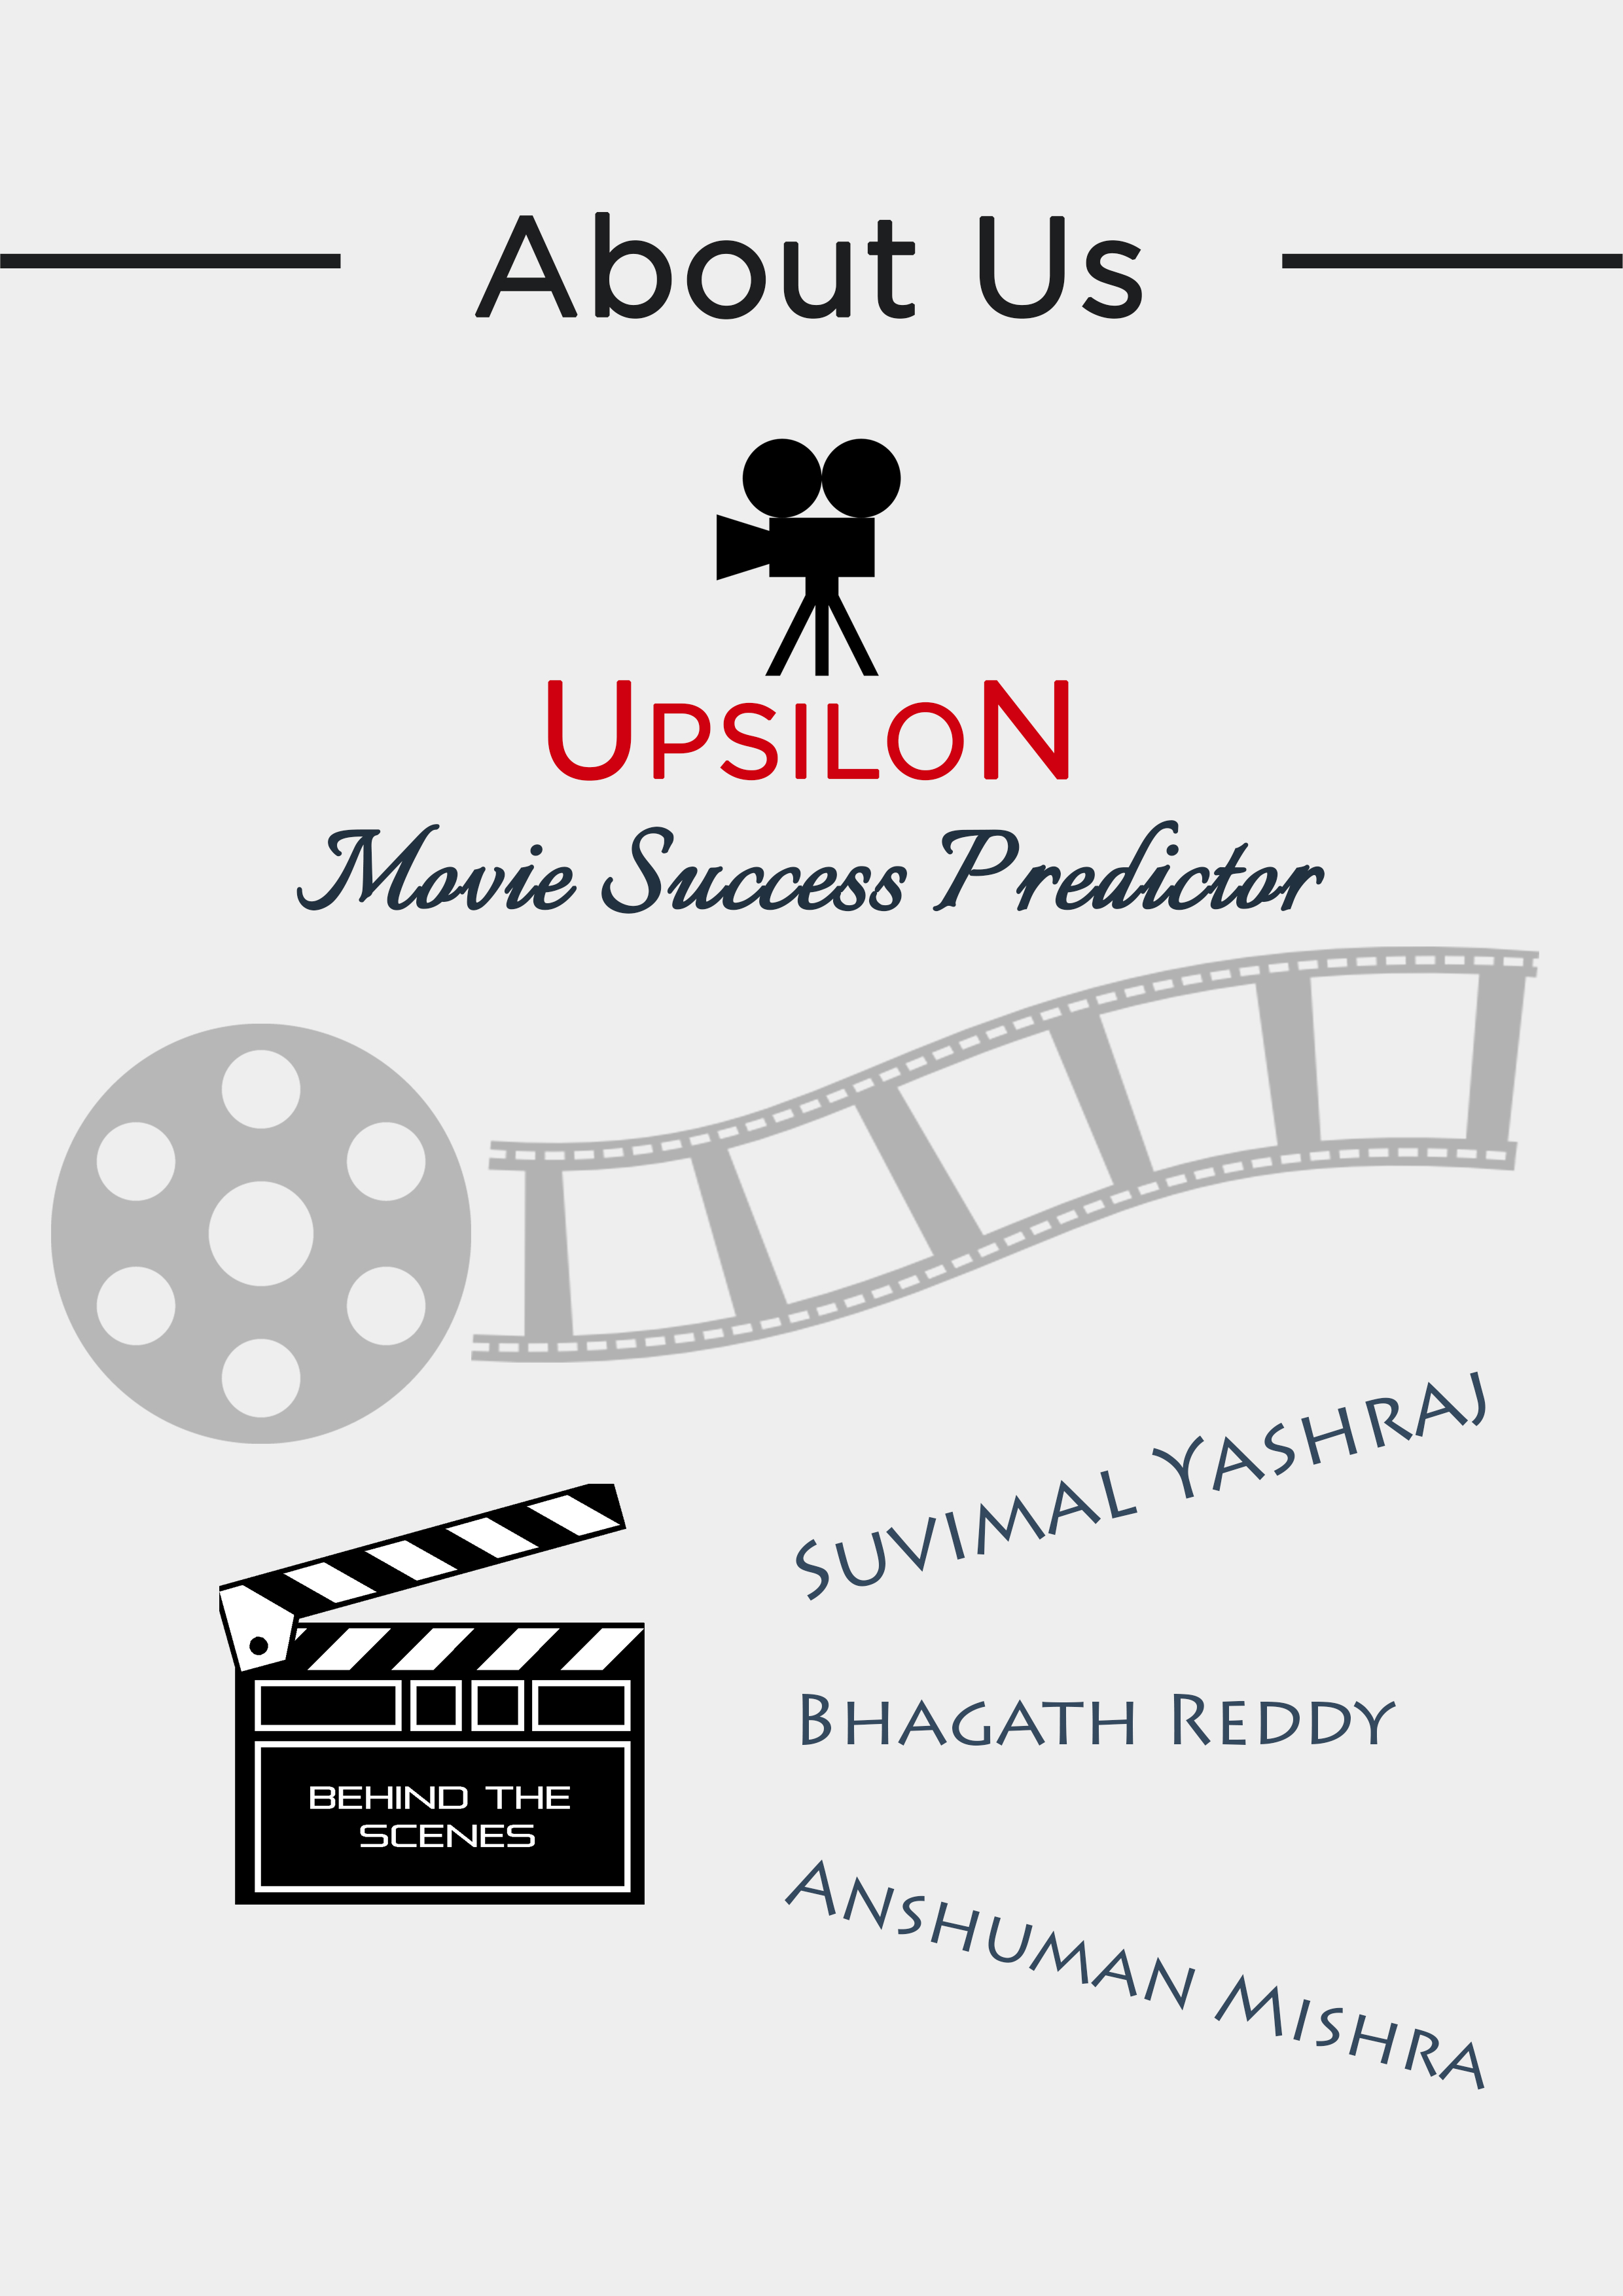 About Us
UPSILON
Movie Success Predictor
SUVIMAL YASHRAJ
BHAGATH REDDY
BEHIND THE
SCENES
ANSHUMAN MISHRA